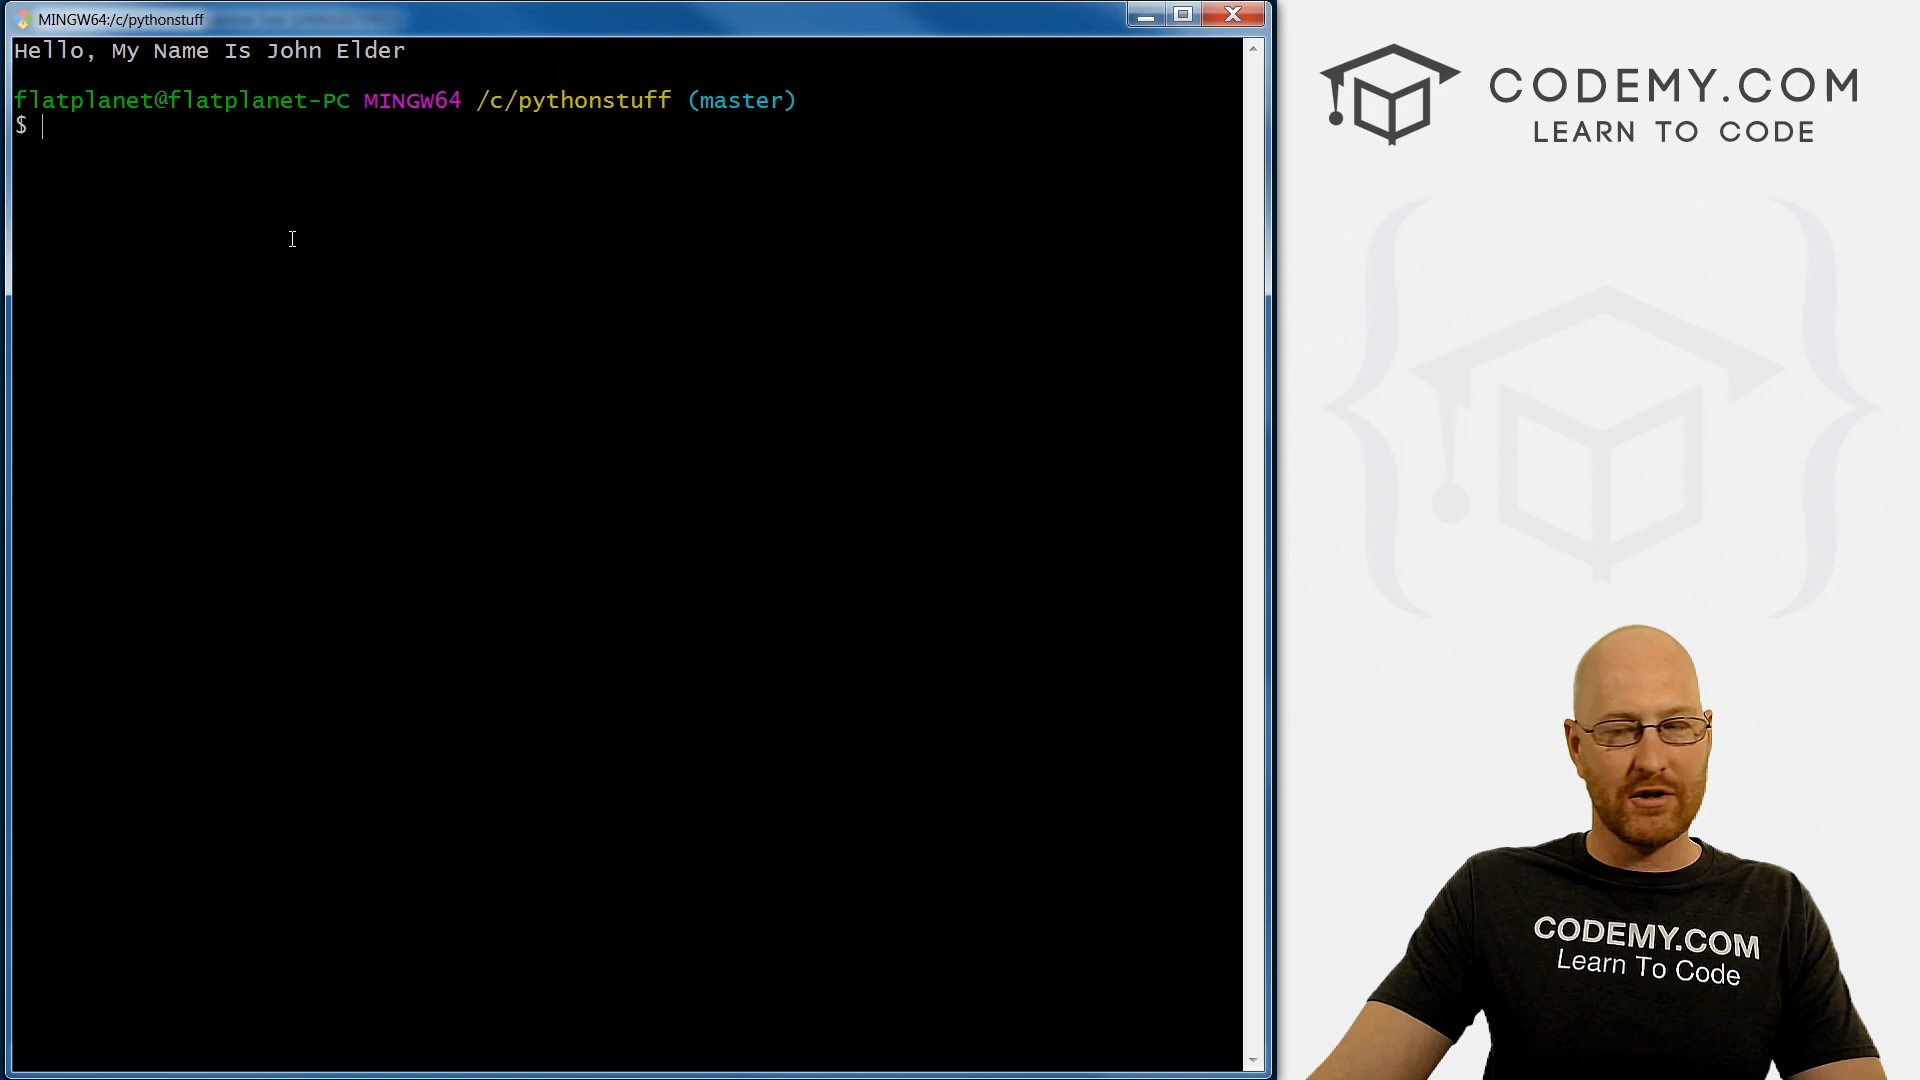 MINGW64:/c/pythonstuff
Hello, My Name Is John Elder
flatplanet@flatplanet-PC MINGW64 /c/pythonstuff (master)
$
CODEMY.COM
LEARN TO CODE
CODEMY.COM
Learn To Code